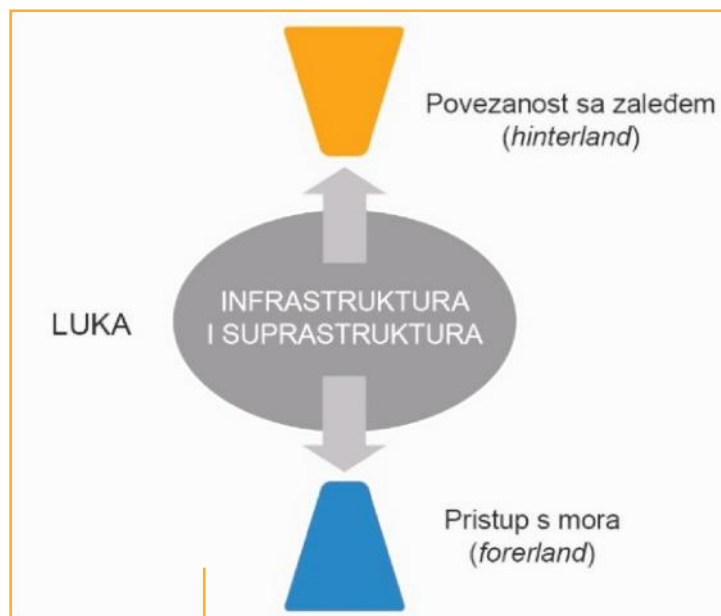 Povezanost sa zaleđem
(hinterland)
LUKA
INFRASTRUKTURA
I SUPRASTRUKTURA
Pristup s mora
(forerland)